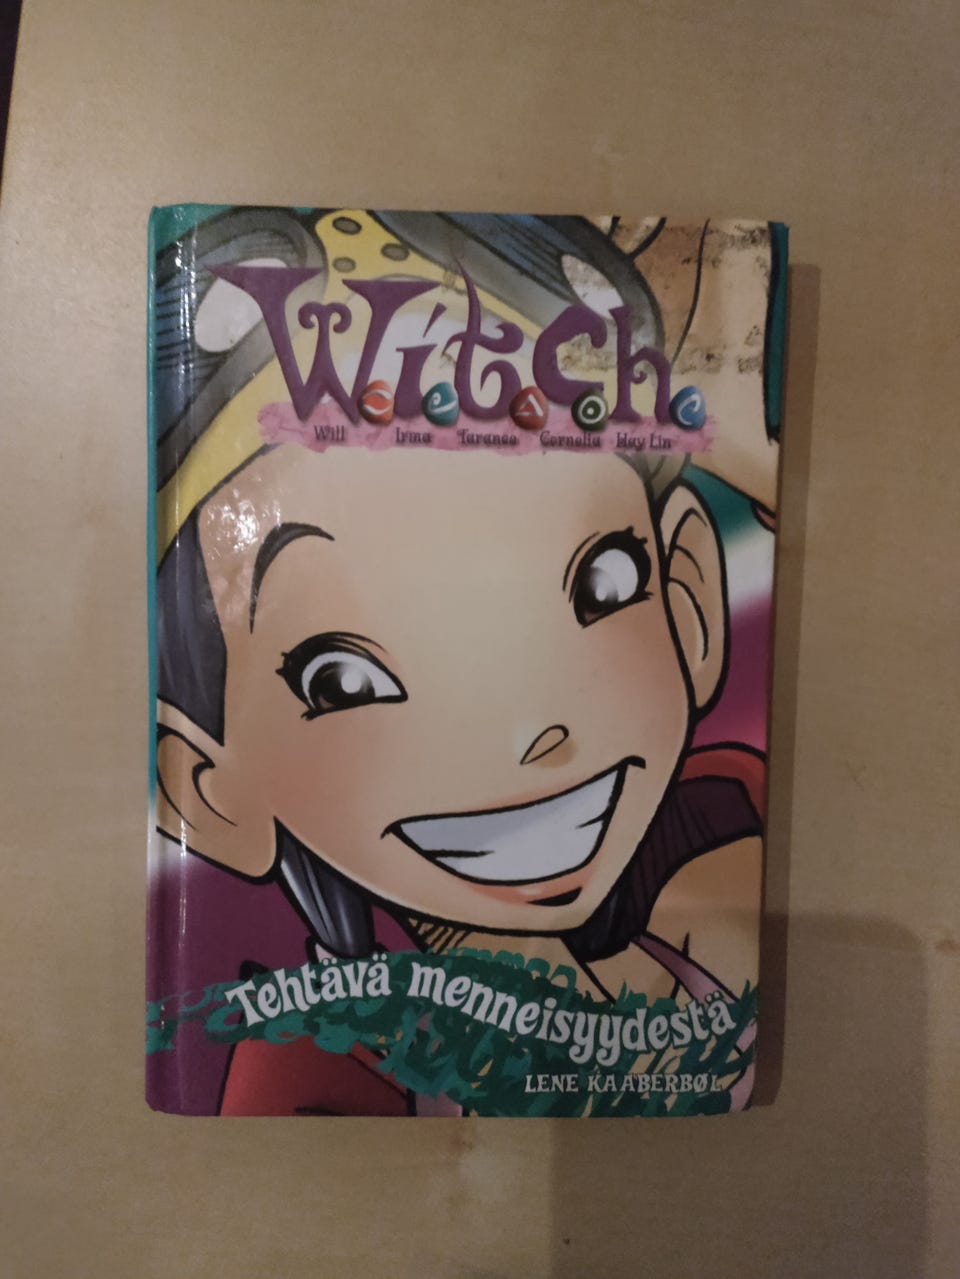 W.i.t.c.h.
Will Irma Taranee Cornelia Hay Lin
Tehtävä menneisyydestä
LENE KAABERBØL